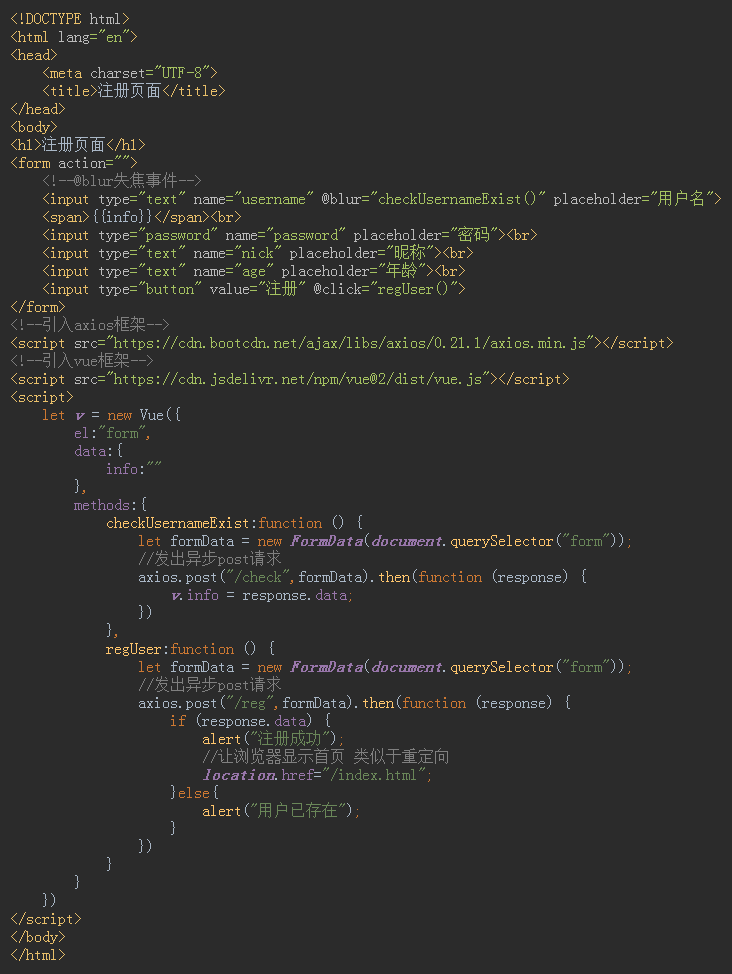 <!DOCTYPE html>
<html lang="en">
<head>
    <meta charset="UTF-8">
    <title>注册页面</title>
</head>
<body>
<h1>注册页面</h1>
<form action="">
    <!--@blur失焦事件-->
    <input type="text" name="username" @blur="checkUsernameExist()" placeholder="用户名">
    <span>{{info}}</span><br>
    <input type="password" name="password" placeholder="密码"><br>
    <input type="text" name="nick" placeholder="昵称"><br>
    <input type="text" name="age" placeholder="年龄"><br>
    <input type="button" value="注册" @click="regUser()">
</form>
<!--引入axios框架-->
<script src="https://cdn.bootcdn.net/ajax/libs/axios/0.21.1/axios.min.js"></script>
<!--引入vue框架-->
<script src="https://cdn.jsdelivr.net/npm/vue@2/dist/vue.js"></script>
<script>
    let v = new Vue({
        el:"form",
        data:{
            info:""
        },
        methods:{
            checkUsernameExist:function () {
                let formData = new FormData(document.querySelector("form"));
                //发出异步post请求
                axios.post("/check",formData).then(function (response) {
                    v.info = response.data;
                })
            },
            regUser:function () {
                let formData = new FormData(document.querySelector("form"));
                //发出异步post请求
                axios.post("/reg",formData).then(function (response) {
                    if (response.data) {
                        alert("注册成功");
                        //让浏览器显示首页 类似于重定向
                        location.href="/index.html";
                    }else{
                        alert("用户已存在");
                    }
                })
            }
        }
    })
</script>
</body>
</html>